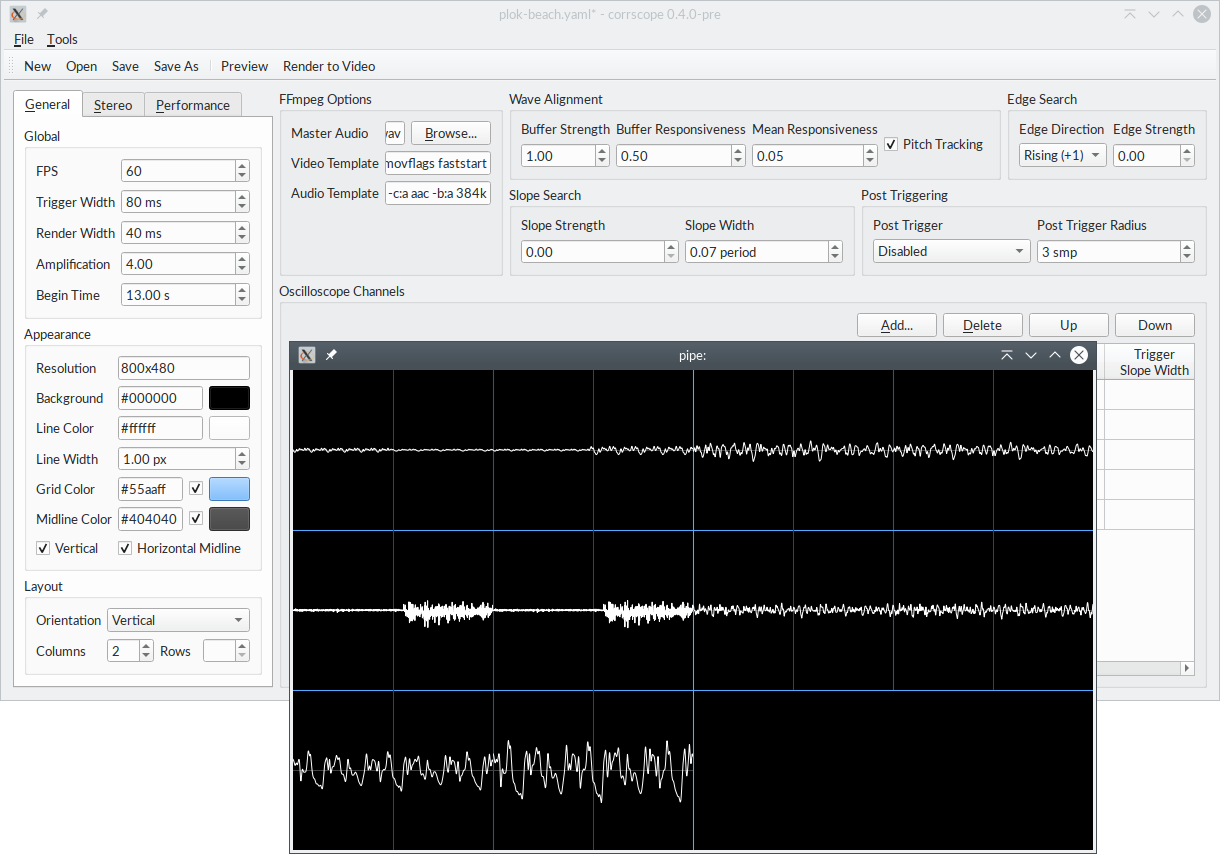 plok-beach.yaml* - corrscope 0.4.0-pre
File Tools
New Open Save Save As Preview Render to Video
General Stereo Performance
Global
FPS 60
Trigger Width 80 ms
Render Width 40 ms
Amplification 4.00
Begin Time 13.00 s
Appearance
Resolution 800x480
Background #000000
Line Color #ffffff
Line Width 1.00 px
Grid Color #55aaff
Midline Color #404040
Vertical Horizontal Midline
Layout
Orientation Vertical
Columns 2 Rows
FFmpeg Options
Master Audio Browse...
Video Template faststart
Audio Template -c:a aac -b:a 384k
Wave Alignment
Buffer Strength Buffer Responsiveness Mean Responsiveness
1.00 0.50 0.05 Pitch Tracking
Edge Search
Edge Direction Edge Strength
Rising (+1) 0.00
Slope Search
Slope Strength Slope Width
0.00 0.07 period
Post Triggering
Post Trigger Post Trigger Radius
Disabled 3 smp
Oscilloscope Channels
Add... Delete Up Down
Trigger
Slope Width
pipe: